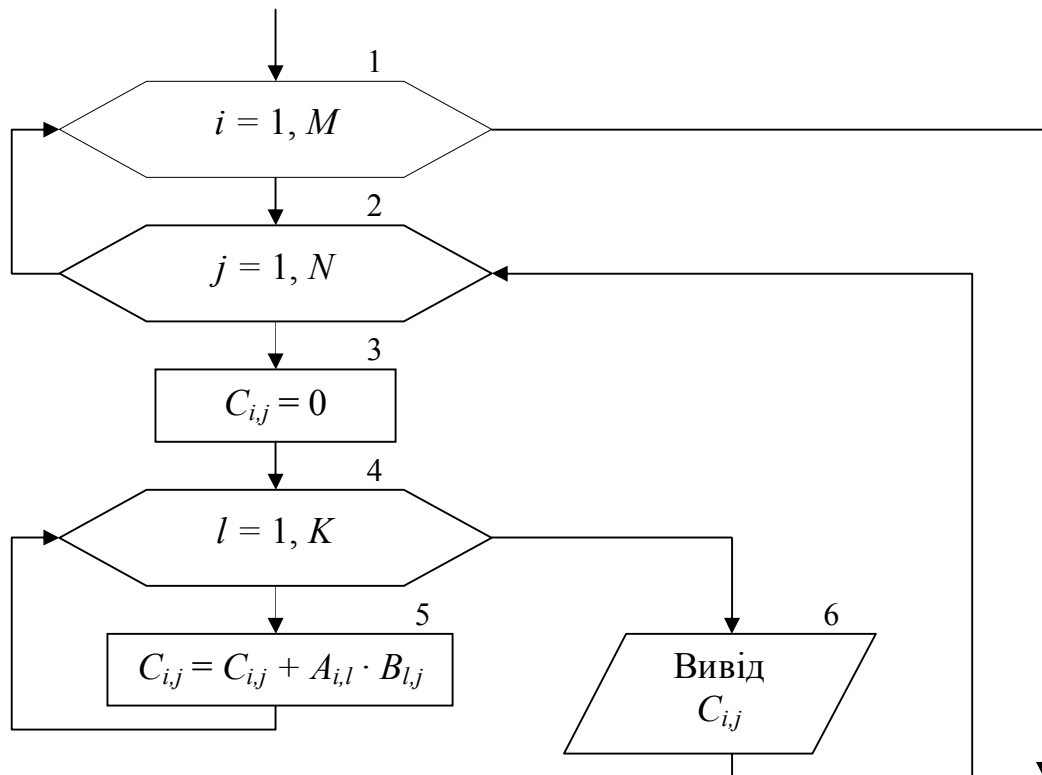 1
i = 1, M
2
j = 1, N
3
C_{i,j} = 0
4
l = 1, K
5
C_{i,j} = C_{i,j} + A_{i,l} · B_{l,j}
6
Вивід
C_{i,j}